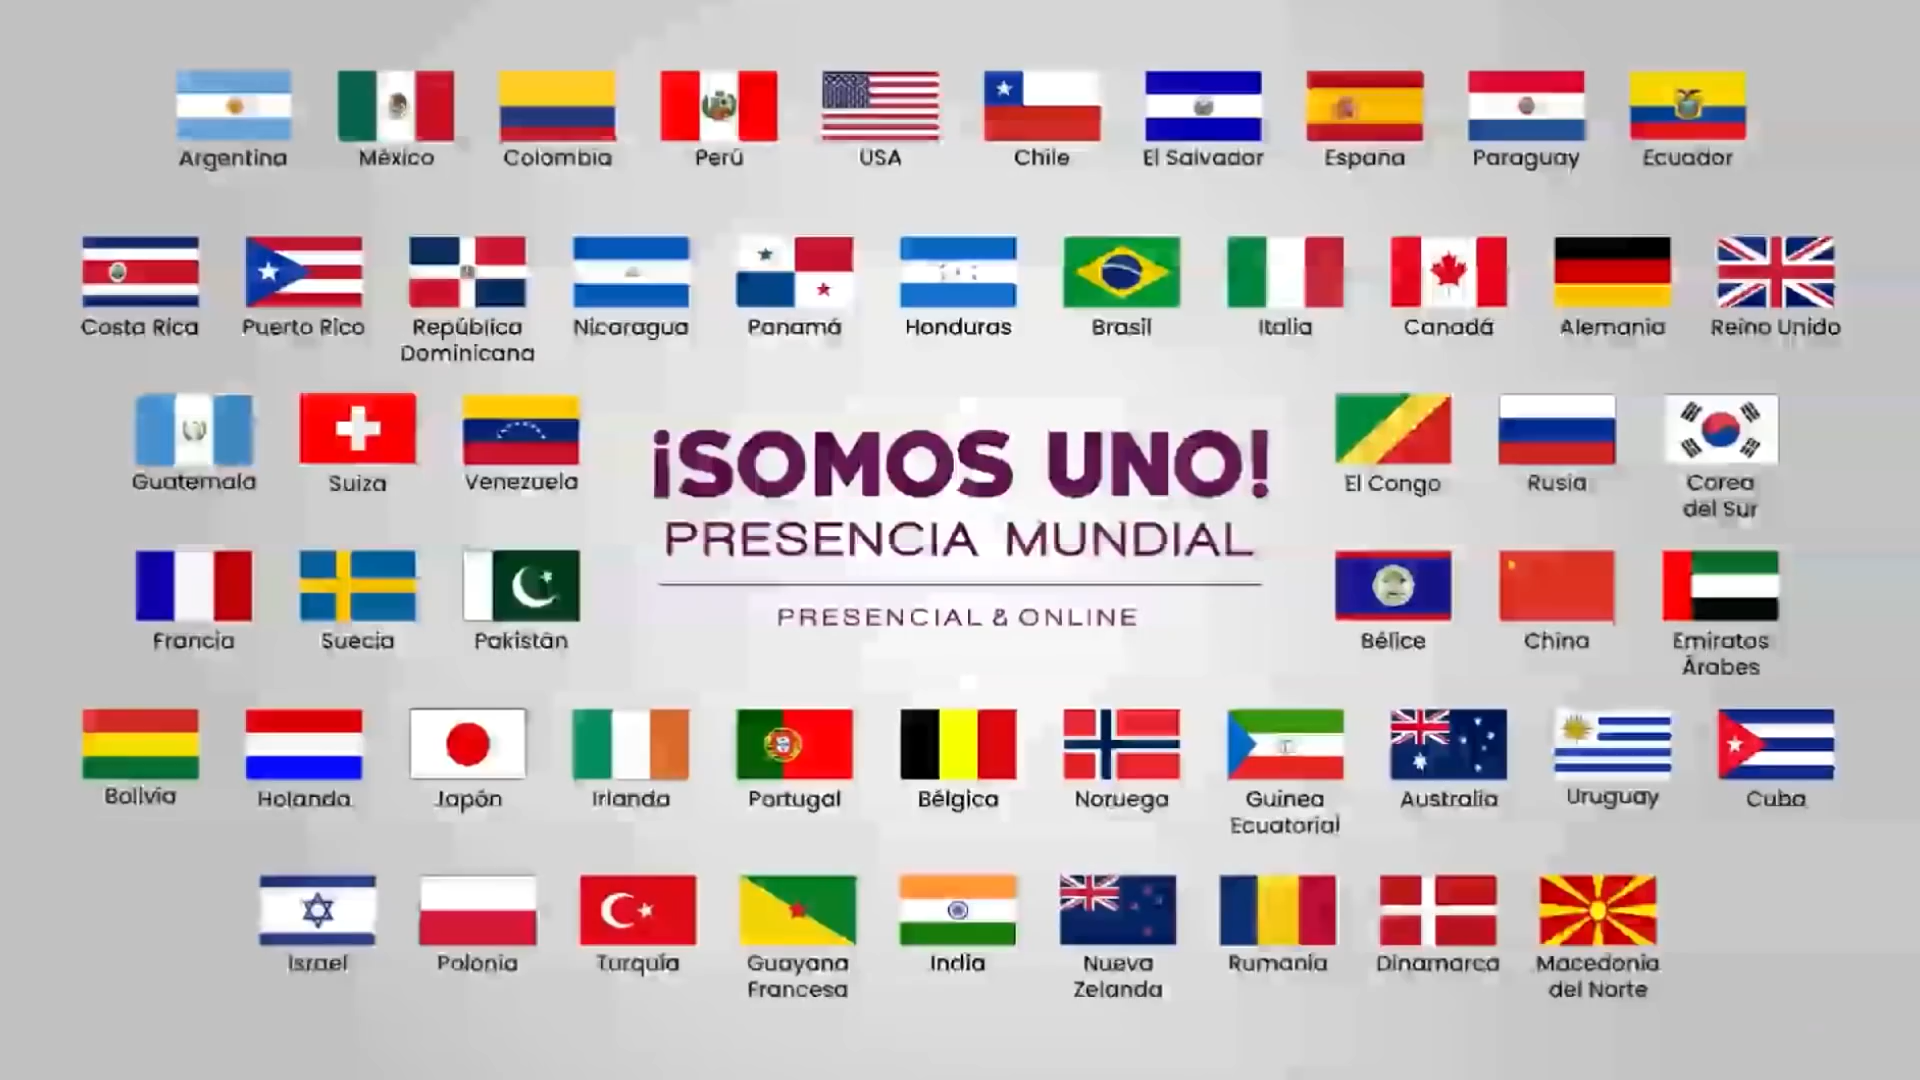 Argentina
México
Colombia
Perú
USA
Chile
El Salvador
España
Paraguay
Ecuador
Costa Rica
Puerto Rico
República
Dominicana
Nicaragua
Panamá
Honduras
Brasil
Italia
Canadá
Alemania
Reino Unido
Guatemala
Suiza
Venezuela
¡SOMOS UNO!
PRESENCIA MUNDIAL
PRESENCIAL & ONLINE
El Congo
Rusia
Corea
del Sur
Francia
Suecia
Pakistán
Bélice
China
Emiratos
Árabes
Bolivia
Holanda
Japón
Irlanda
Portugal
Bélgica
Noruega
Guinea
Ecuatorial
Australia
Uruguay
Cuba
Israel
Polonia
Turquía
Guayana
Francesa
India
Nueva
Zelanda
Rumania
Dinamarca
Macedonia
del Norte